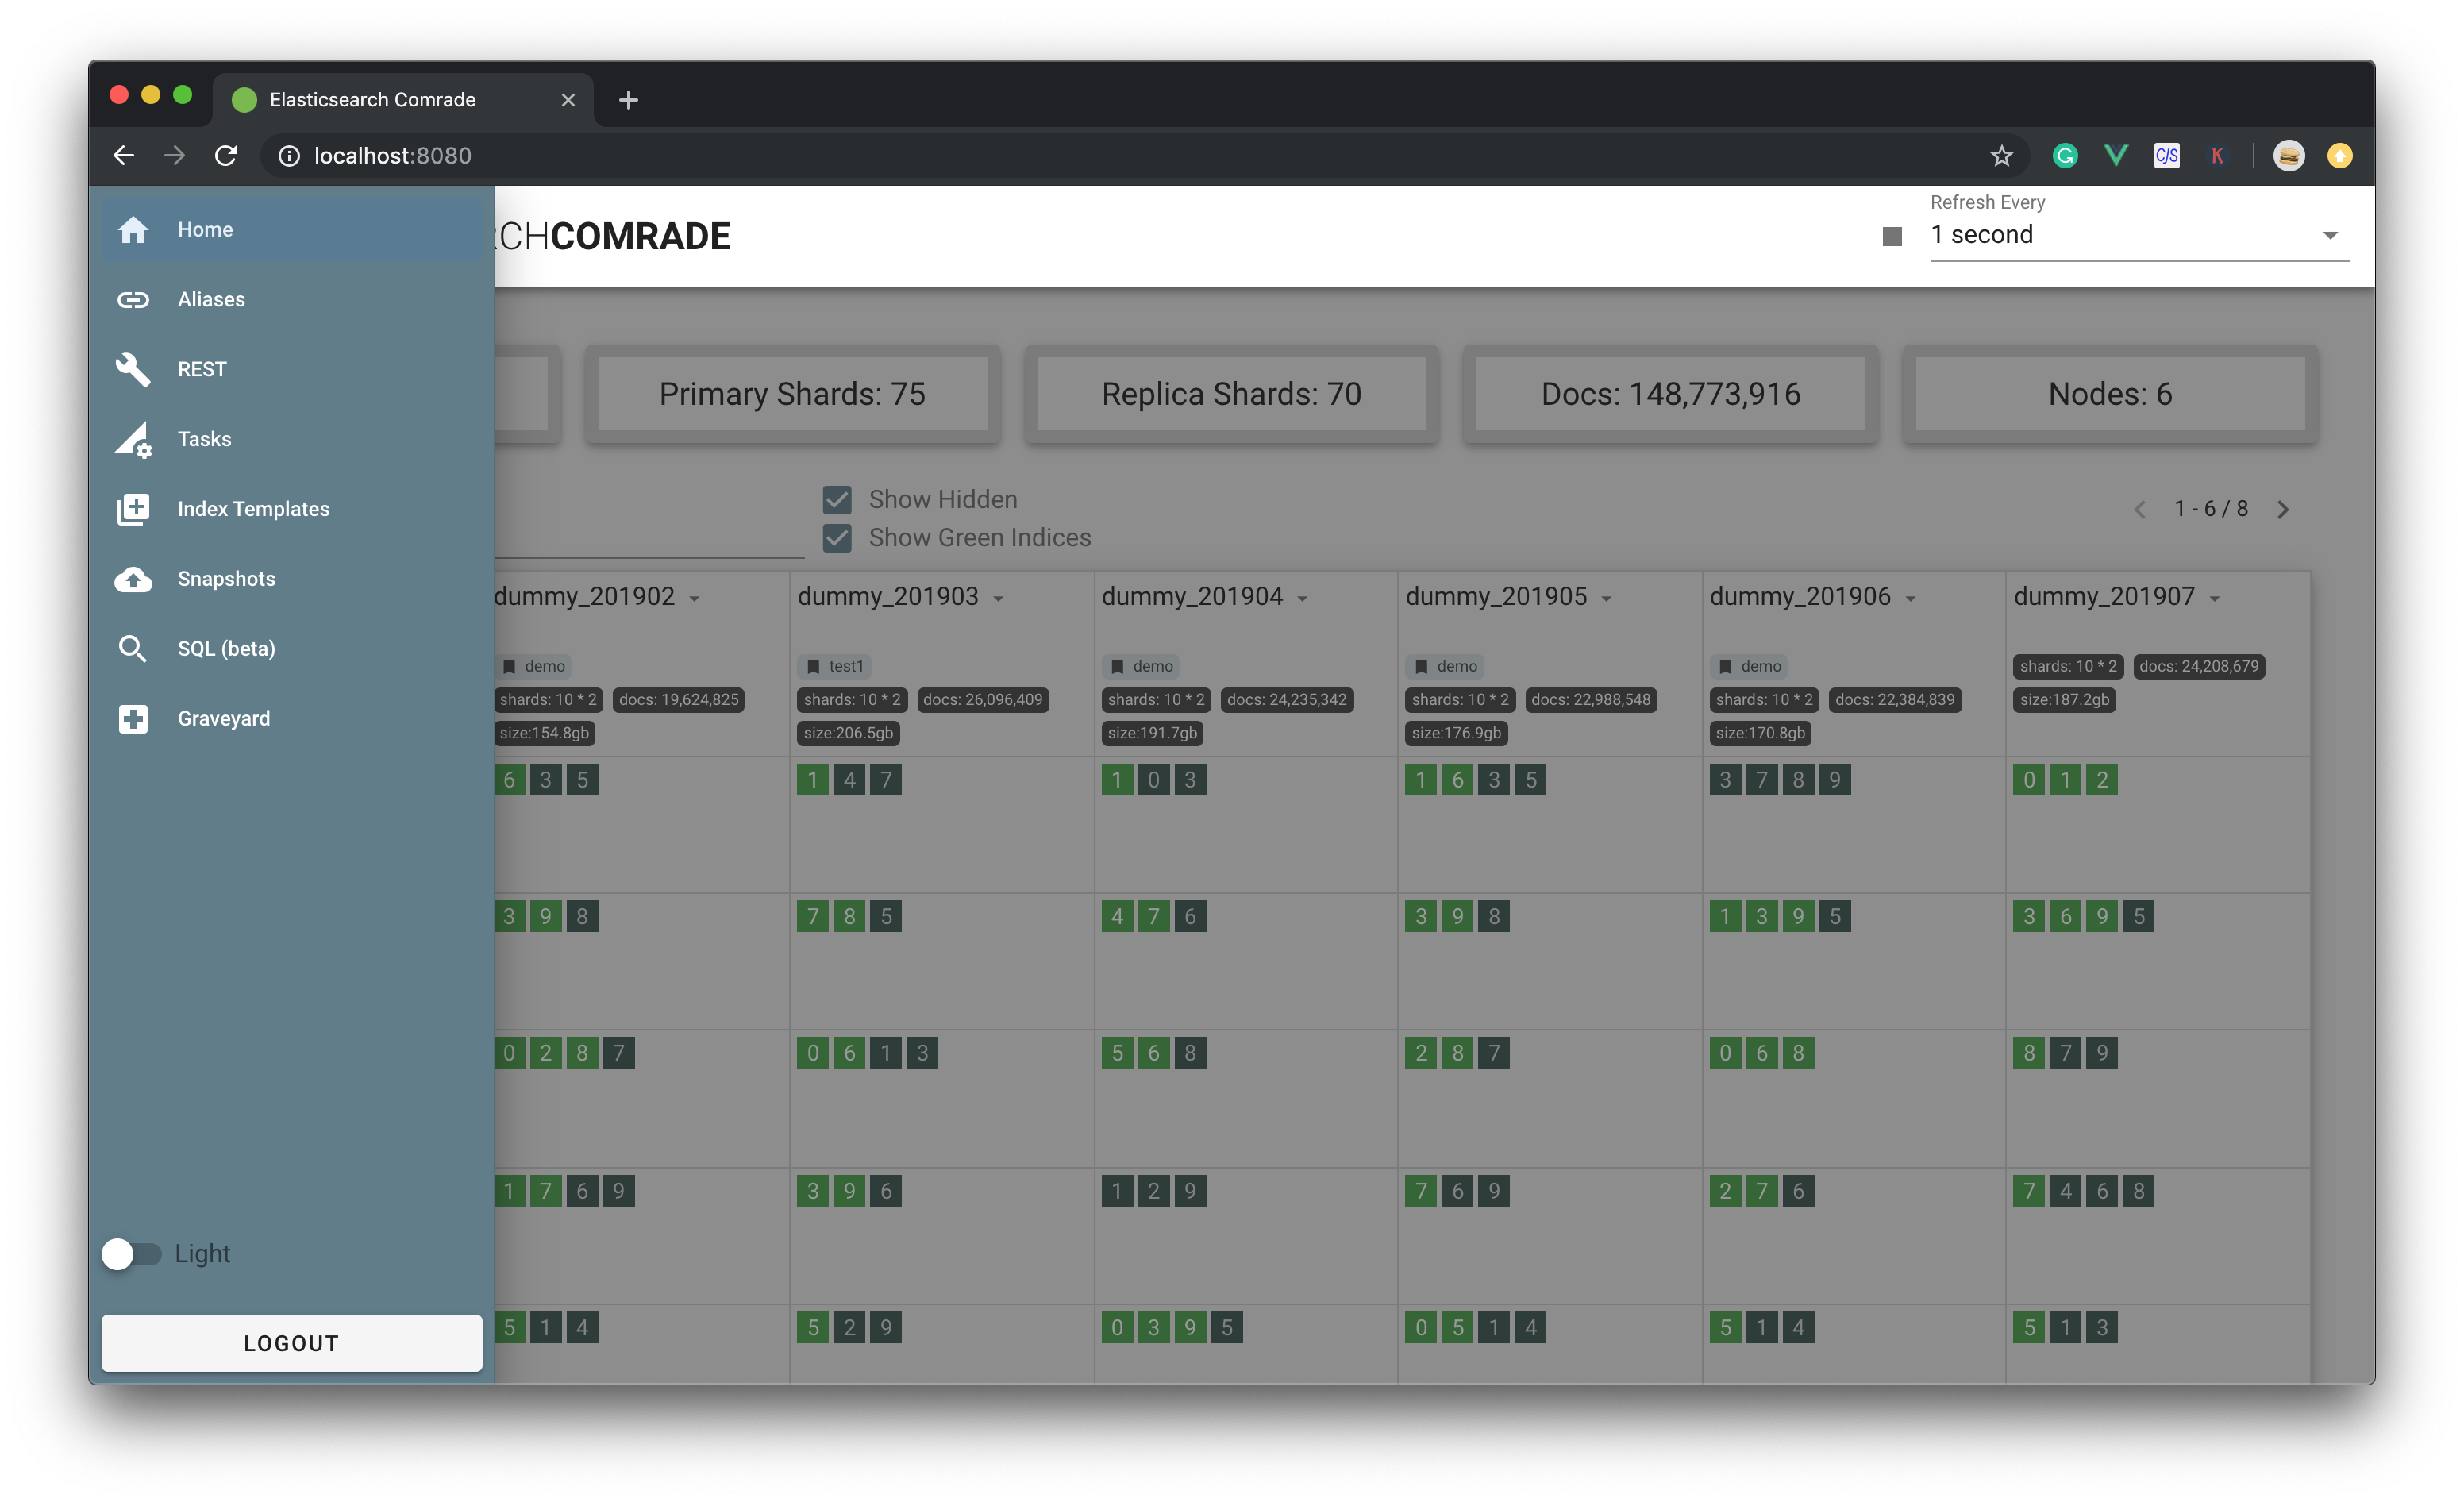 Elasticsearch Comrade
localhost:8080
Home
Aliases
REST
Tasks
Index Templates
Snapshots
SQL (beta)
Graveyard
Light
LOGOUT
RCHCOMRADE
Refresh Every
1 second
Primary Shards: 75
Replica Shards: 70
Docs: 148,773,916
Nodes: 6
Show Hidden
Show Green Indices
1 - 6 / 8
dummy_201902 dummy_201903 dummy_201904 dummy_201905 dummy_201906 dummy_201907
demo test1 demo demo demo shards: 10 * 2 docs: 24,208,679
shards: 10 * 2 docs: 19,624,825 shards: 10 * 2 docs: 26,096,409 shards: 10 * 2 docs: 24,235,342 shards: 10 * 2 docs: 22,988,548 shards: 10 * 2 docs: 22,384,839 size:187.2gb
size:154.8gb size:206.5gb size:191.7gb size:176.9gb size:170.8gb
6 3 5 1 4 7 1 0 3 1 6 3 5 3 7 8 9 0 1 2
3 9 8 7 8 5 4 7 6 3 9 8 1 3 9 5 3 6 9 5
0 2 8 7 0 6 1 3 5 6 8 2 8 7 0 6 8 8 7 9
1 7 6 9 3 9 6 1 2 9 7 6 9 2 7 6 7 4 6 8
5 1 4 5 2 9 0 3 9 5 0 5 1 4 5 1 4 5 1 3
C/S
K